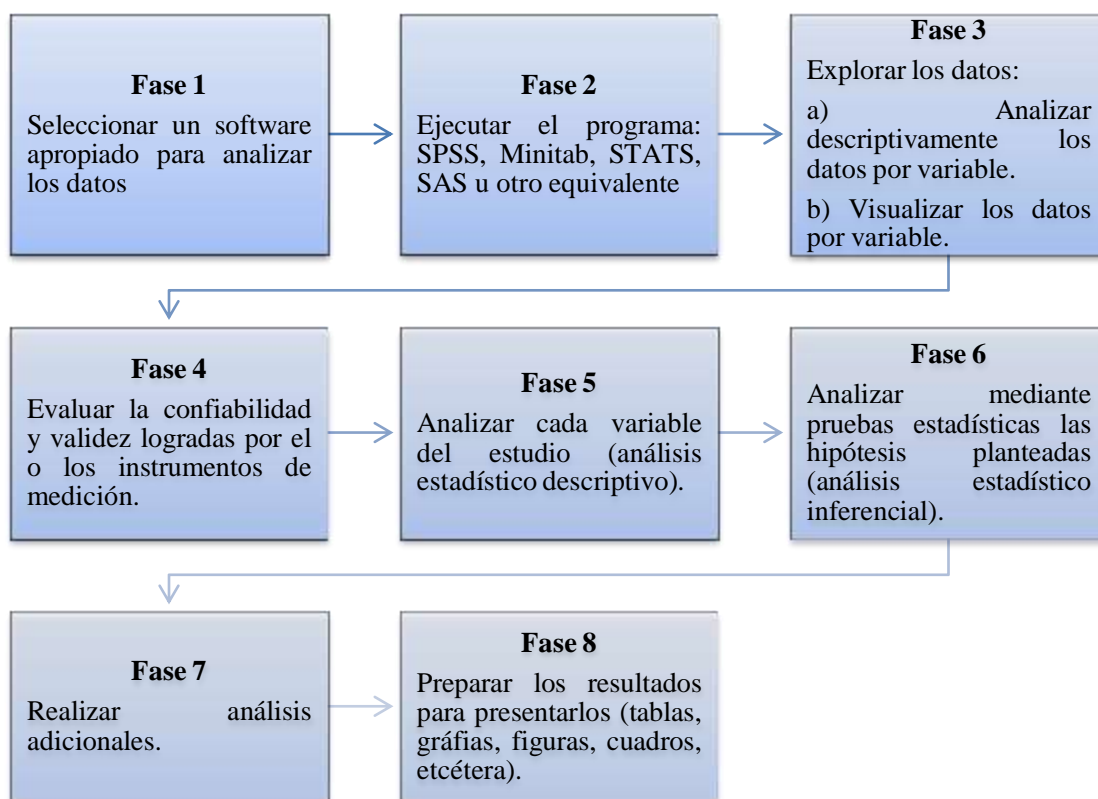 Fase 1
Seleccionar un software
apropiado para analizar
los datos
Fase 2
Ejecutar el programa:
SPSS, Minitab, STATS,
SAS u otro equivalente
Fase 3
Explorar los datos:
a) Analizar
descriptivamente los
datos por variable.
b) Visualizar los datos
por variable.
Fase 4
Evaluar la confiabilidad
y validez logradas por el
o los instrumentos de
medición.
Fase 5
Analizar cada variable
del estudio (análisis
estadístico descriptivo).
Fase 6
Analizar mediante
pruebas estadísticas las
hipótesis planteadas
(análisis estadístico
inferencial).
Fase 7
Realizar análisis
adicionales.
Fase 8
Preparar los resultados
para presentarlos (tablas,
gráfias, figuras, cuadros,
etcétera).